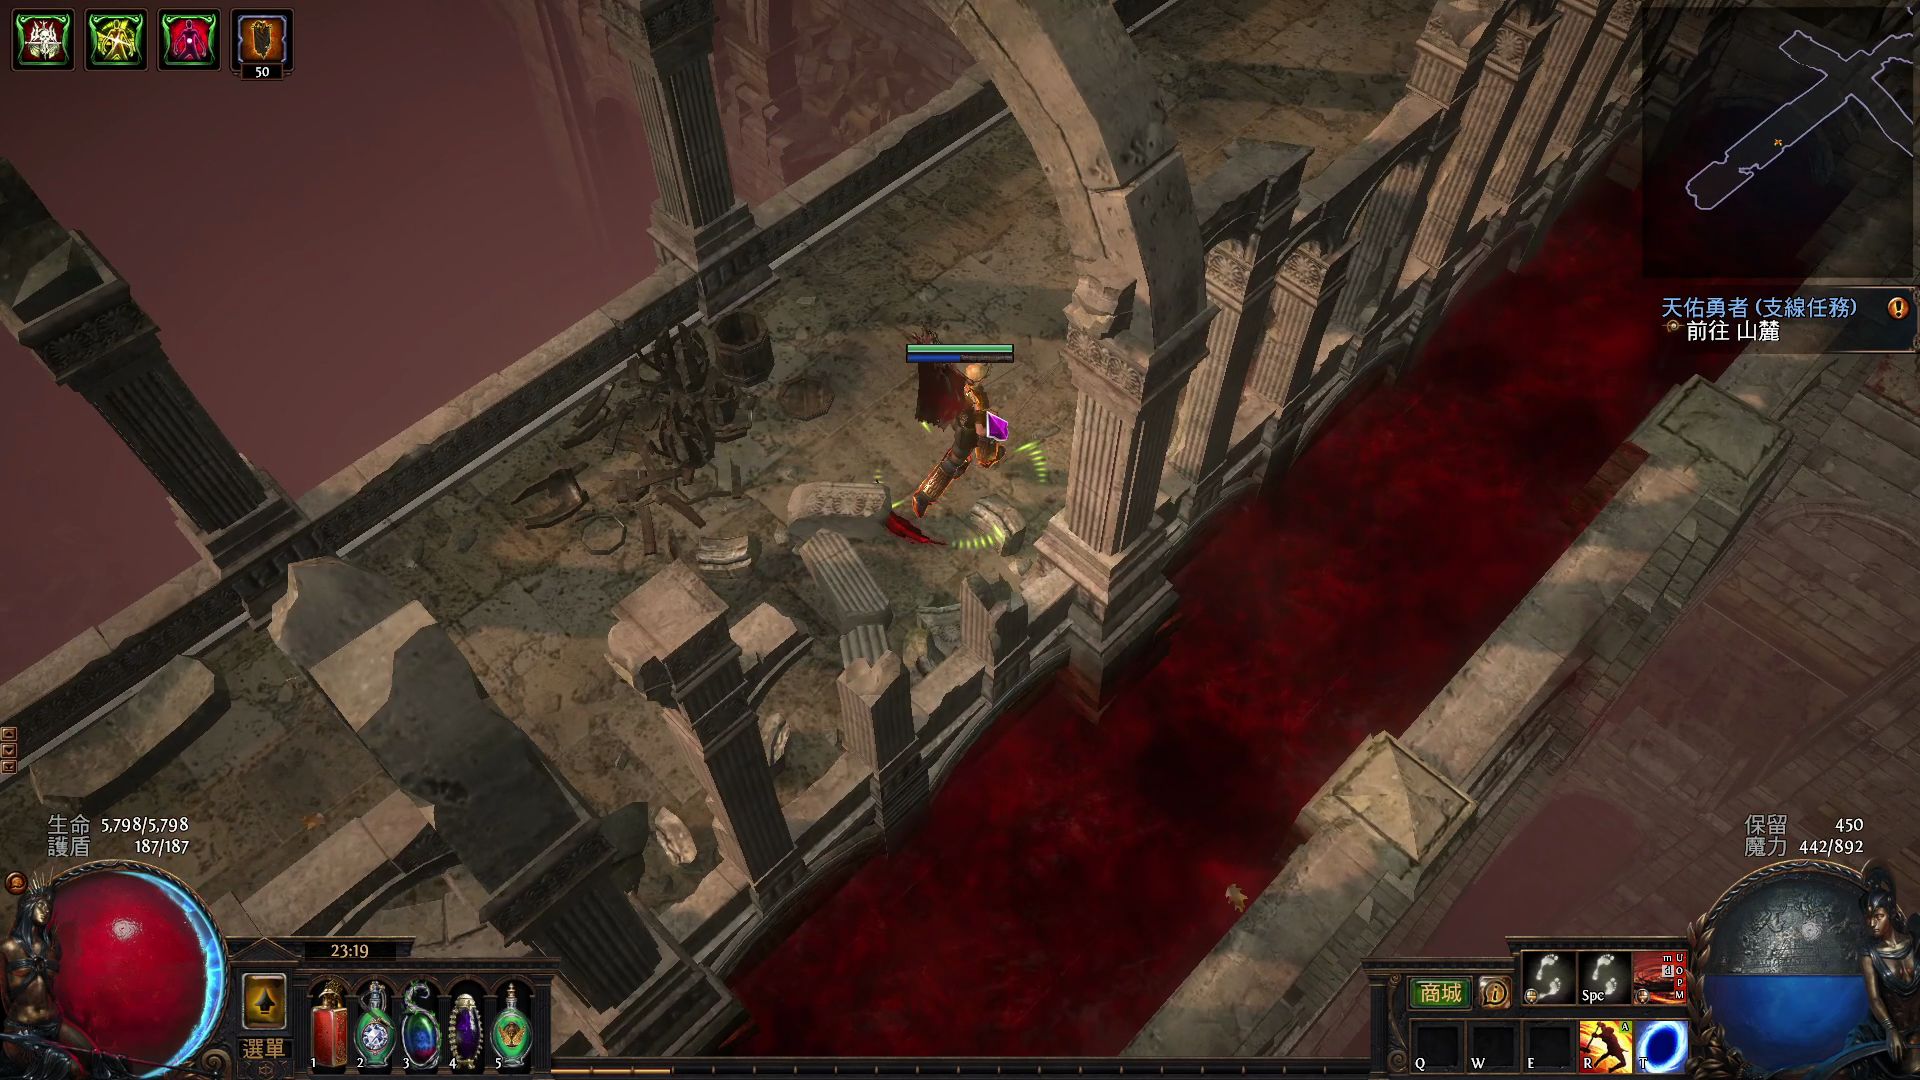 50
天佑勇者 (支線任務)
前往 山麓
生命 5,798/5,798
護盾 187/187
保留 450
魔力 442/892
23:19
選單
1 2 3 4 5
商城
Spc
m U
d O
P
M
Q W E R A T